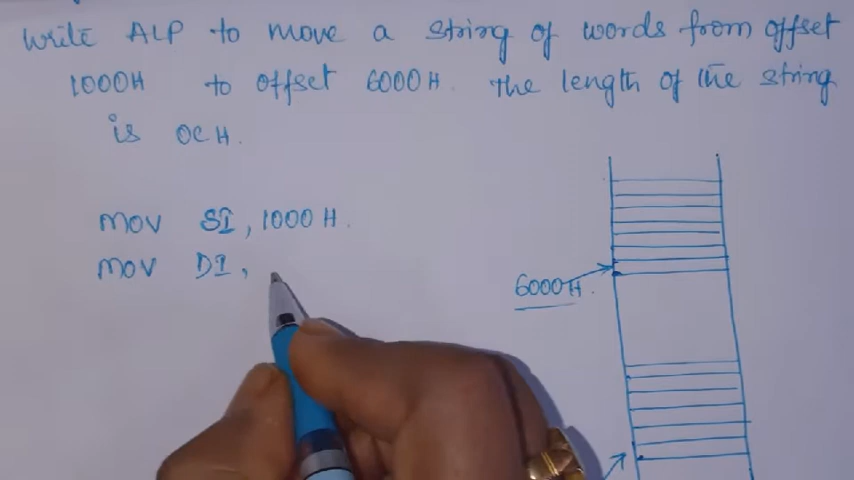 write ALP to move a string of words from offset
1000H to offset 6000H. The length of the string
is 0CH.
MOV SI, 1000H.
MOV DI,
6000H.